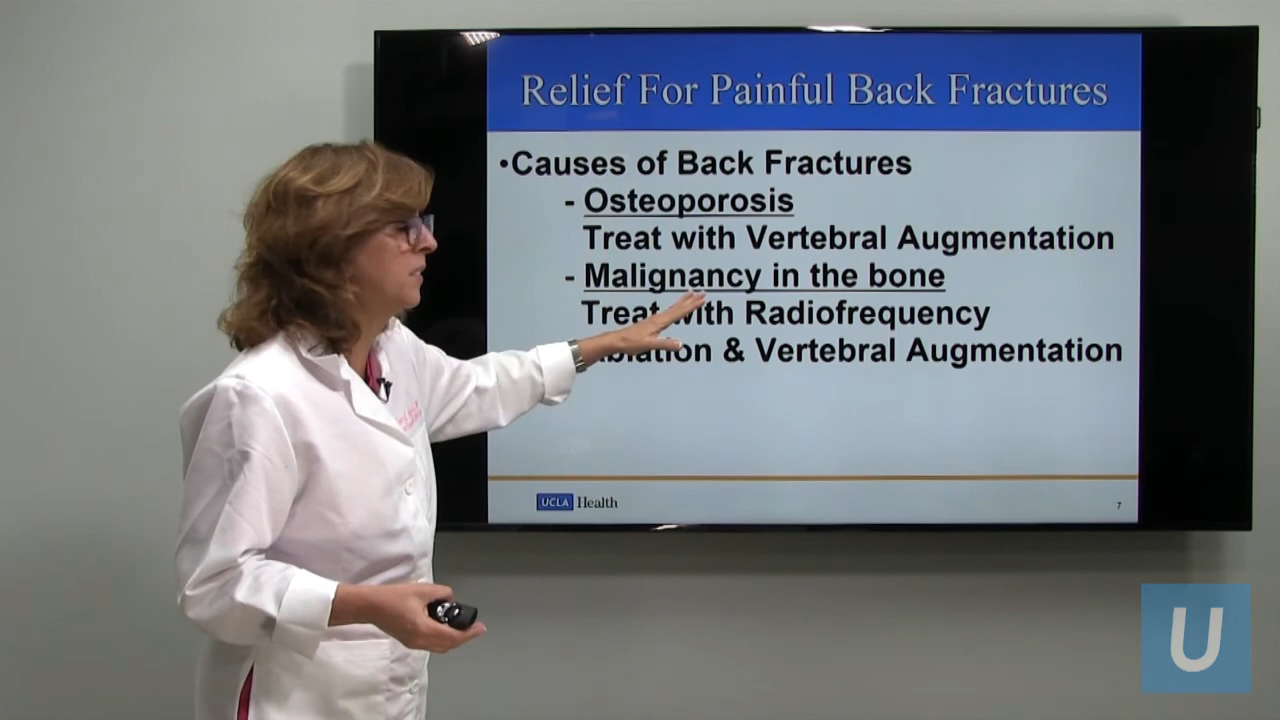 Relief For Painful Back Fractures
•Causes of Back Fractures
- Osteoporosis
Treat with Vertebral Augmentation
- Malignancy in the bone
Treat with Radiofrequency
Ablation & Vertebral Augmentation
UCLA Health
7
U